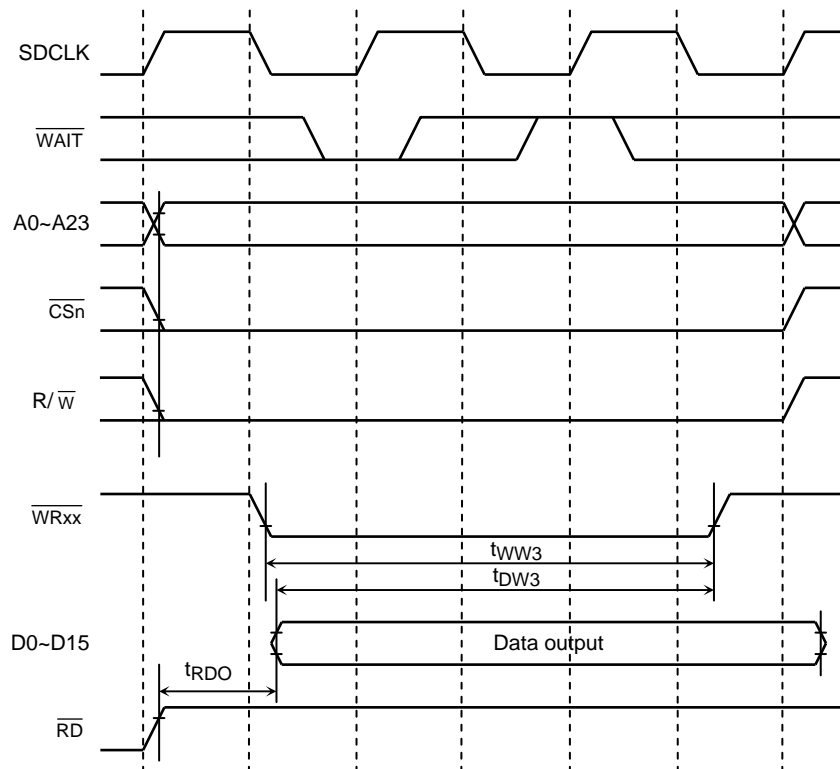 SDCLK
WAIT
A0~A23
CSn
R/ W
WRxx
tWW3
tDW3
D0~D15
Data output
tRDO
RD